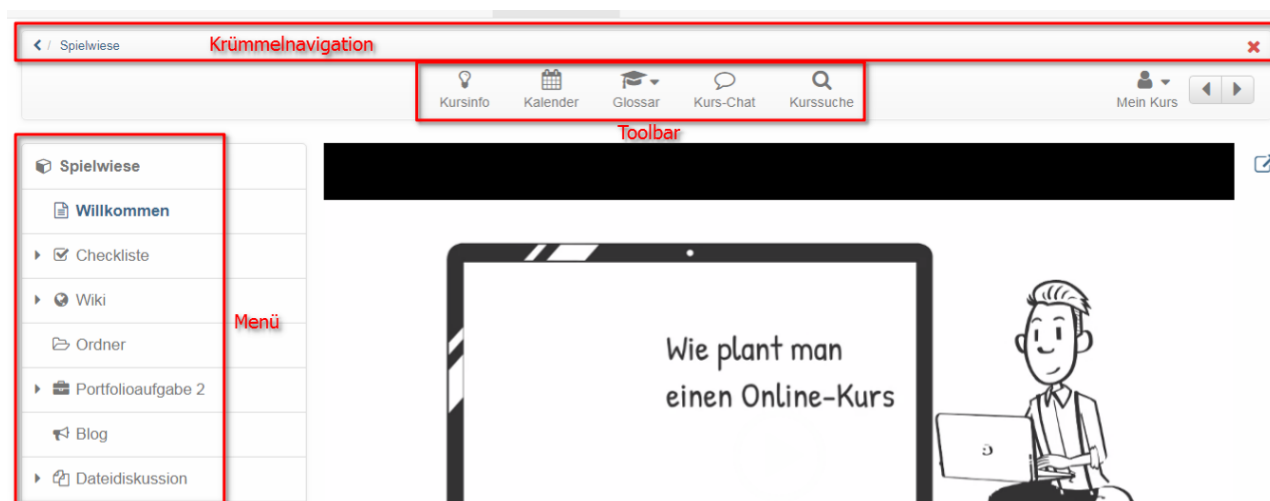 / Spielwiese Krümmelnavigation
Kursinfo Kalender Glossar Kurs-Chat Kurssuche Mein Kurs
Toolbar
Spielwiese
Willkommen
Checkliste
Wiki
Menü
Ordner
Portfolioaufgabe 2
Blog
Dateidiskussion
Wie plant man
einen Online-Kurs